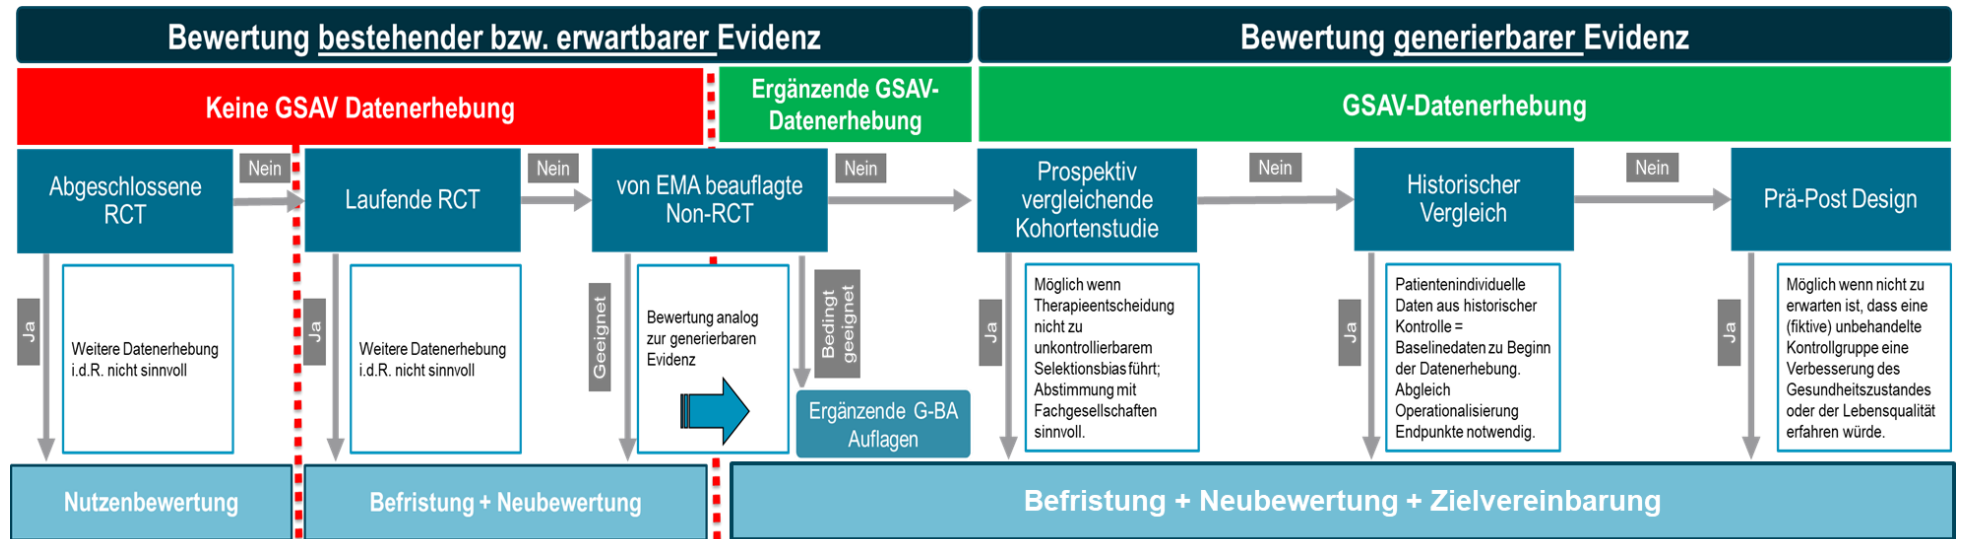 Bewertung bestehender bzw. erwartbarer Evidenz
Bewertung generierbarer Evidenz
Keine GSAV Datenerhebung
Ergänzende GSAV-
Datenerhebung
GSAV-Datenerhebung
Abgeschlossene
RCT
Nein
Laufende RCT
Nein
von EMA beauflagte
Non-RCT
Nein
Prospektiv
vergleichende
Kohortenstudie
Nein
Historischer
Vergleich
Nein
Prä-Post Design
Ja
Weitere Datenerhebung
i.d.R. nicht sinnvoll
Ja
Weitere Datenerhebung
i.d.R. nicht sinnvoll
Geeignet
Bewertung analog
zur generierbaren
Evidenz
Bedingt
geeignet
Ergänzende G-BA
Auflagen
Ja
Möglich wenn
Therapieentscheidung
nicht zu
unkontrollierbarem
Selektionsbias führt;
Abstimmung mit
Fachgesellschaften
sinnvoll.
Ja
Patientenindividuelle
Daten aus historischer
Kontrolle =
Baselinedaten zu Beginn
der Datenerhebung.
Abgleich
Operationalisierung
Endpunkte notwendig.
Ja
Möglich wenn nicht zu
erwarten ist, dass eine
(fiktive) unbehandelte
Kontrollgruppe eine
Verbesserung des
Gesundheitszustandes
oder der Lebensqualität
erfahren würde.
Nutzenbewertung
Befristung + Neubewertung
Befristung + Neubewertung + Zielvereinbarung